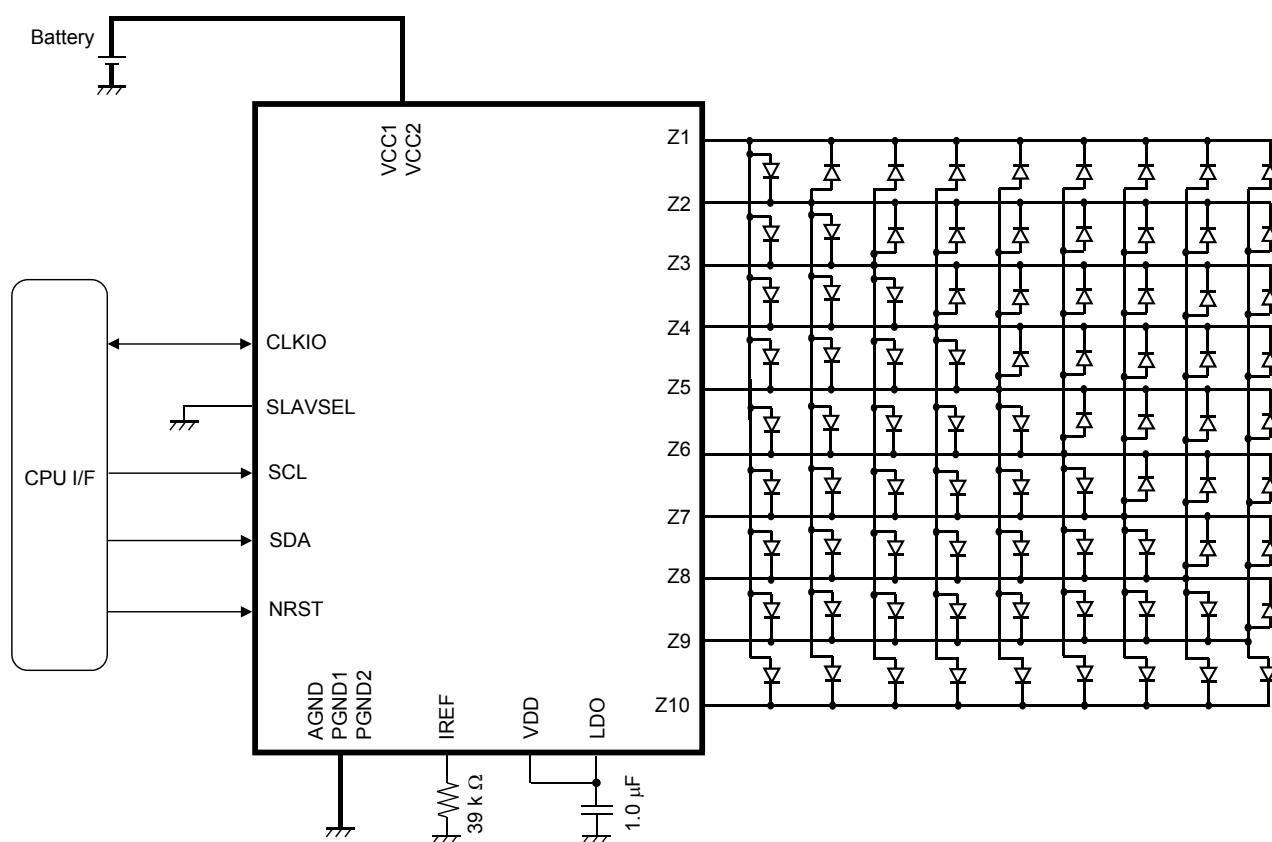 Battery
VCC1
VCC2
Z1
Z2
Z3
Z4
Z5
Z6
Z7
Z8
Z9
Z10
CPU I/F
CLKIO
SLAVSEL
SCL
SDA
NRST
AGND
PGND1
PGND2
IREF
VDD
LDO
39 k Ω
1.0 µF